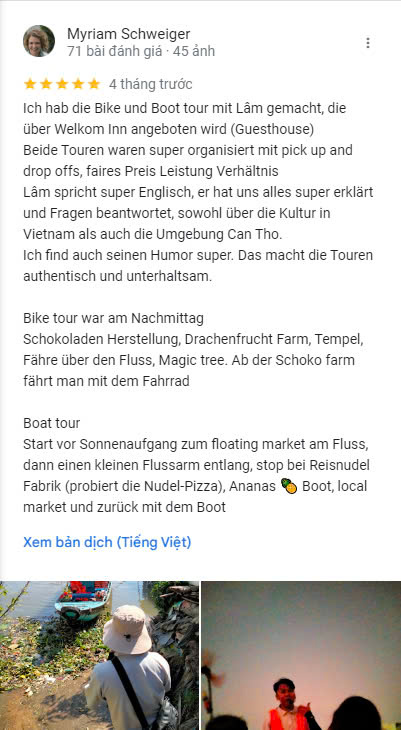 Myriam Schweiger
71 bài đánh giá · 45 ảnh
4 tháng trước
Ich hab die Bike und Boot tour mit Lâm gemacht, die
über Welkom Inn angeboten wird (Guesthouse)
Beide Touren waren super organisiert mit pick up and
drop offs, faires Preis Leistung Verhältnis
Lâm spricht super Englisch, er hat uns alles super erklärt
und Fragen beantwortet, sowohl über die Kultur in
Vietnam als auch die Umgebung Can Tho.
Ich find auch seinen Humor super. Das macht die Touren
authentisch und unterhaltsam.
Bike tour war am Nachmittag
Schokoladen Herstellung, Drachenfrucht Farm, Tempel,
Fähre über den Fluss, Magic tree. Ab der Schoko farm
fährt man mit dem Fahrrad
Boat tour
Start vor Sonnenaufgang zum floating market am Fluss,
dann einen kleinen Flussarm entlang, stop bei Reisnudel
Fabrik (probiert die Nudel-Pizza), Ananas 🍍 Boot, local
market und zurück mit dem Boot
Xem bản dịch (Tiếng Việt)